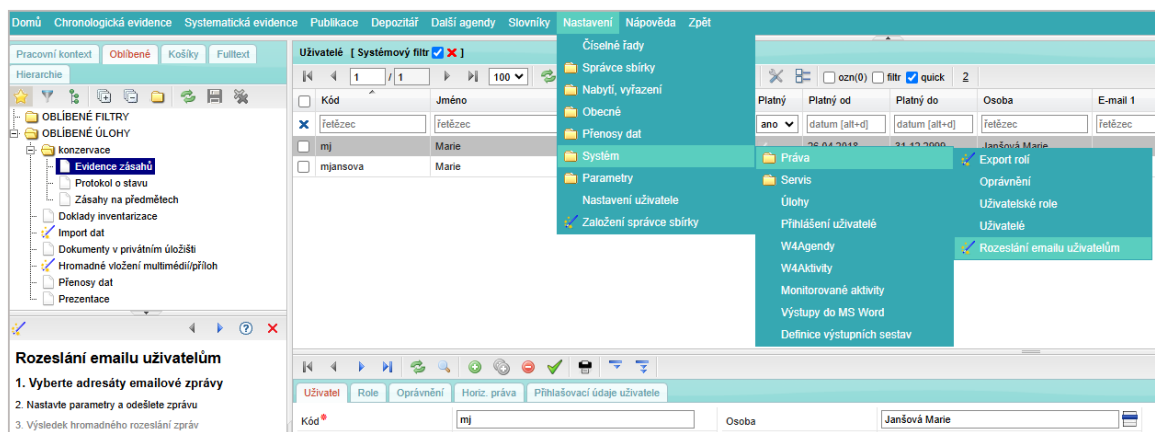 Domů Chronologická evidence Systematická evidence Publikace Depozitář Další agendy Slovníky Nastavení Nápověda Zpět
Pracovní kontext Oblíbené Košíky Fulltext
Hierarchie
OBLÍBENÉ FILTRY
OBLÍBENÉ ÚLOHY
konzervace
Evidence zásahů
Protokol o stavu
Zásahy na předmětech
Doklady inventarizace
Import dat
Dokumenty v privátním úložišti
Hromadné vložení multimédií/příloh
Přenosy dat
Prezentace
Rozeslání emailu uživatelům
1. Vyberte adresáty emailové zprávy
2. Nastavte parametry a odešlete zprávu
3. Výsledek hromadného rozeslání zpráv
Uživatelé [ Systémový filtr ]
1 / 1 100 ozn(0) filtr quick 2
Kód Jméno Platný Platný od Platný do Osoba E-mail 1
řetězec řetězec ano datum [alt+d] datum [alt+d] řetězec řetězec
mj Marie 26.04.2018 31.12.2999 Janšová Marie
mjansova Marie
Číselné řady
Správce sbírky
Nabytí, vyřazení
Obecné
Přenosy dat
Systém
Parametry
Nastavení uživatele
Založení správce sbírky
Práva
Servis
Úlohy
Přihlášení uživatelé
W4Agendy
W4Aktivity
Monitorované aktivity
Výstupy do MS Word
Definice výstupních sestav
Export rolí
Oprávnění
Uživatelské role
Uživatelé
Rozeslání emailu uživatelům
Uživatel Role Oprávnění Horiz. práva Přihlašovací údaje uživatele
Kód* mj Osoba Janšová Marie